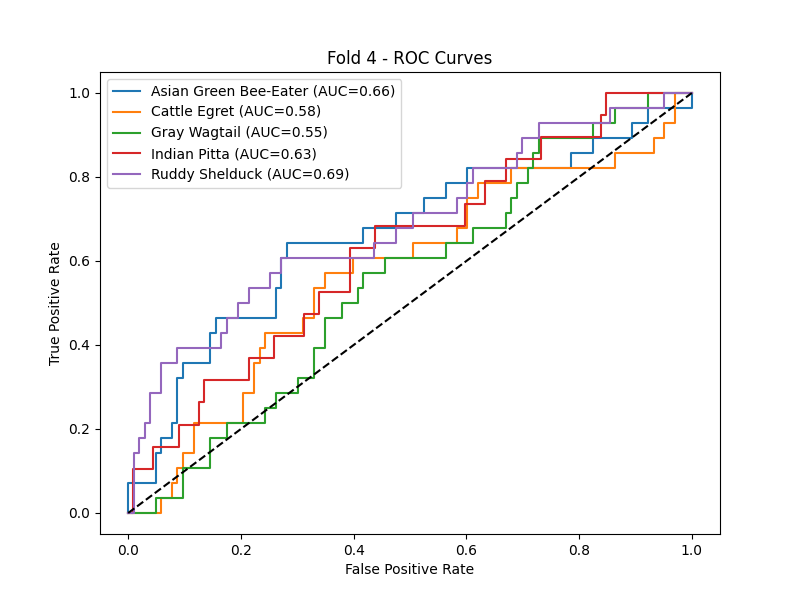 Fold 4 - ROC Curves
Asian Green Bee-Eater (AUC=0.66)
Cattle Egret (AUC=0.58)
Gray Wagtail (AUC=0.55)
Indian Pitta (AUC=0.63)
Ruddy Shelduck (AUC=0.69)
True Positive Rate
1.0
0.8
0.6
0.4
0.2
0.0
0.0 0.2 0.4 0.6 0.8 1.0
False Positive Rate